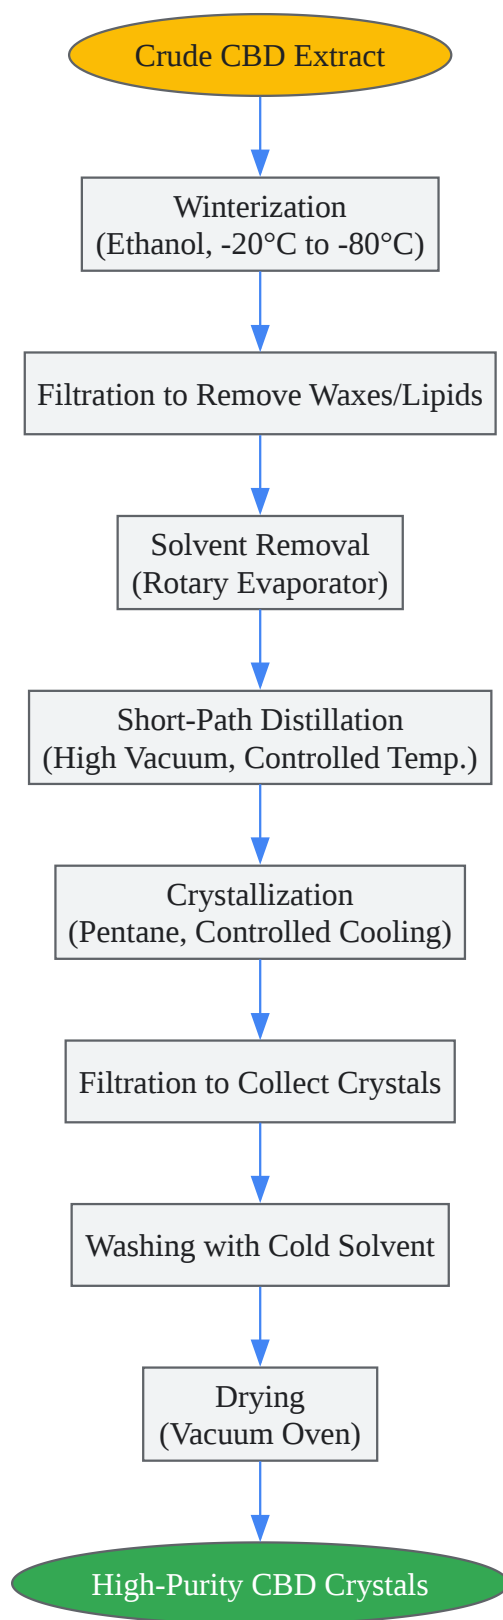 Crude CBD Extract
Winterization
(Ethanol, -20°C to -80°C)
Filtration to Remove Waxes/Lipids
Solvent Removal
(Rotary Evaporator)
Short-Path Distillation
(High Vacuum, Controlled Temp.)
Crystallization
(Pentane, Controlled Cooling)
Filtration to Collect Crystals
Washing with Cold Solvent
Drying
(Vacuum Oven)
High-Purity CBD Crystals